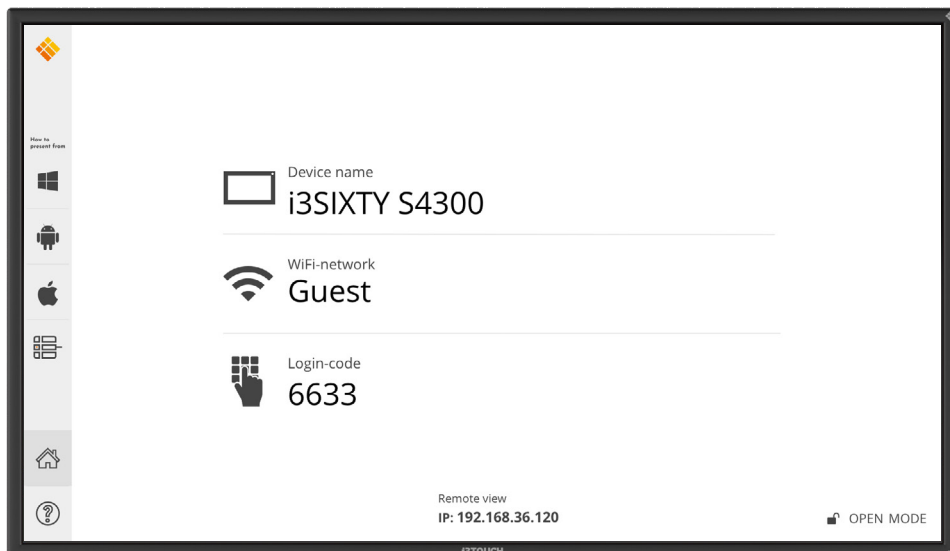 How to
present from
Device name
i3SIXTY S4300
WiFi-network
Guest
Login-code
6633
Remote view
IP: 192.168.36.120
OPEN MODE
i3TOUCH